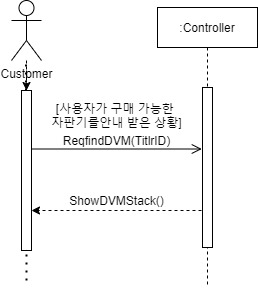 :Controller
Customer
[사용자가 구매 가능한
자판기를안내 받은 상황]
ReqfindDVM(TitlrID)
ShowDVMStack()